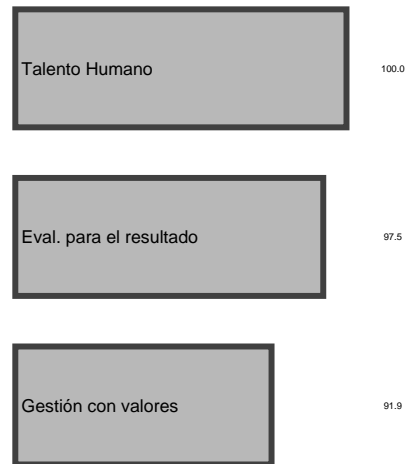 Talento Humano 100.0
Eval. para el resultado 97.5
Gestión con valores 91.9